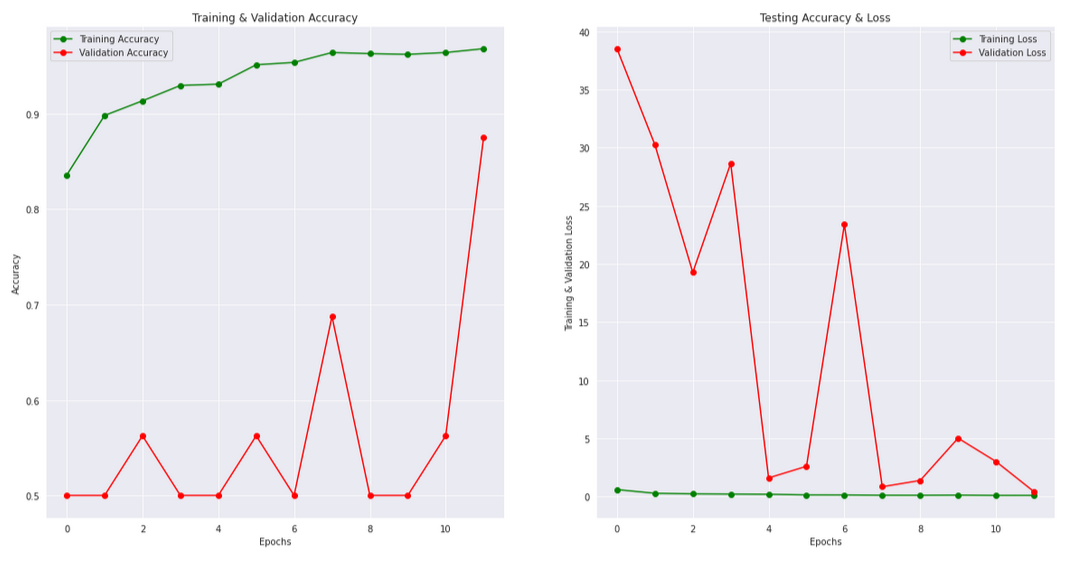 Training & Validation Accuracy
Training Accuracy
Validation Accuracy
Accuracy
0.9
0.8
0.7
0.6
0.5
0 2 4 6 8 10
Epochs
Testing Accuracy & Loss
Training Loss
Validation Loss
Training & Validation Loss
40
35
30
25
20
15
10
5
0
0 2 4 6 8 10
Epochs